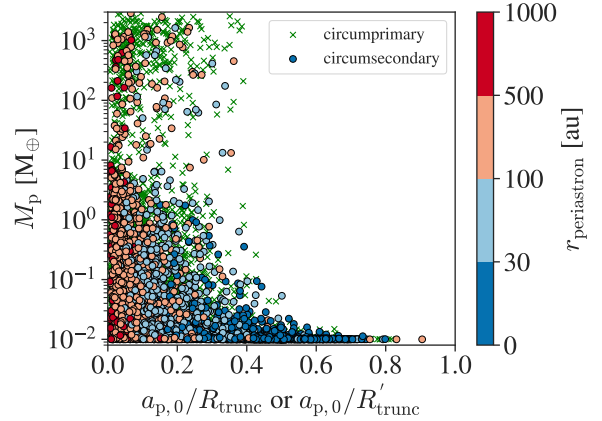 10³
10²
10¹
10⁰
10⁻¹
10⁻²
M_p [M_⊕]
× circumprimary
circumsecondary
0.0 0.2 0.4 0.6 0.8 1.0
a_p,0/R_trunc or a_p,0/R'_trunc
1000
500
100
30
0
r_periastron [au]